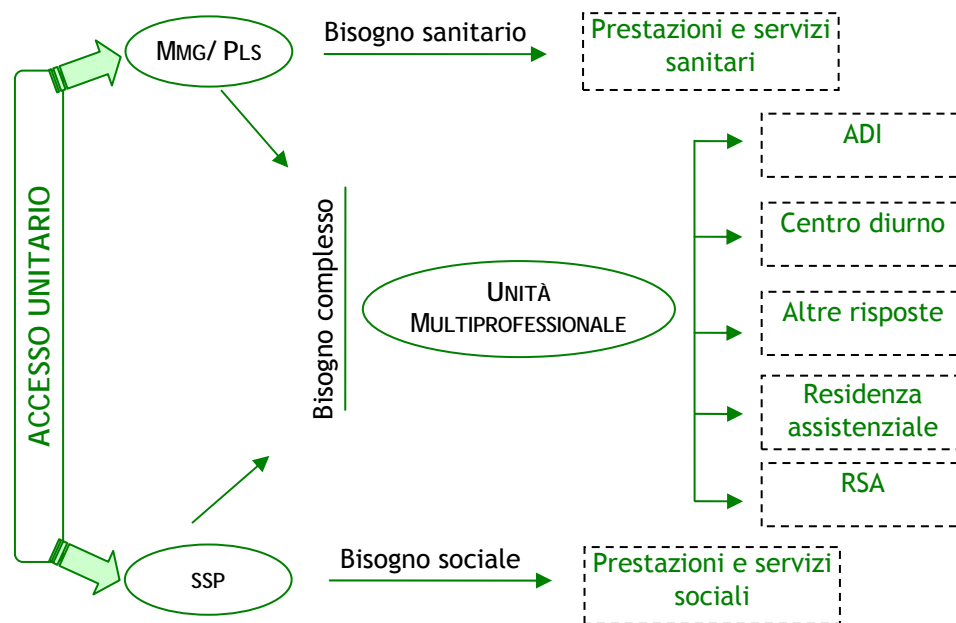 MMG/ PLS
Bisogno sanitario
Prestazioni e servizi
sanitari
ACCESSO UNITARIO
Bisogno complesso
UNITÀ
MULTIPROFESSIONALE
ADI
Centro diurno
Altre risposte
Residenza
assistenziale
RSA
SSP
Bisogno sociale
Prestazioni e servizi
sociali